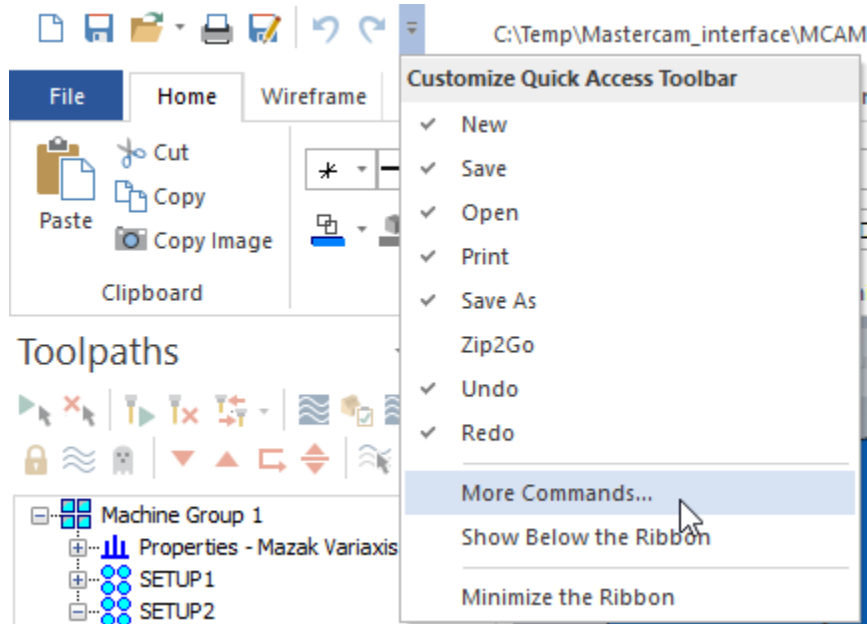 C:\Temp\Mastercam_interface\MCAM
File Home Wireframe
Customize Quick Access Toolbar
New
Save
Open
Print
Save As
Zip2Go
Undo
Redo
More Commands...
Show Below the Ribbon
Minimize the Ribbon
Paste
Cut
Copy
Copy Image
Clipboard
Toolpaths
Machine Group 1
Properties - Mazak Variaxis
SETUP1
SETUP2